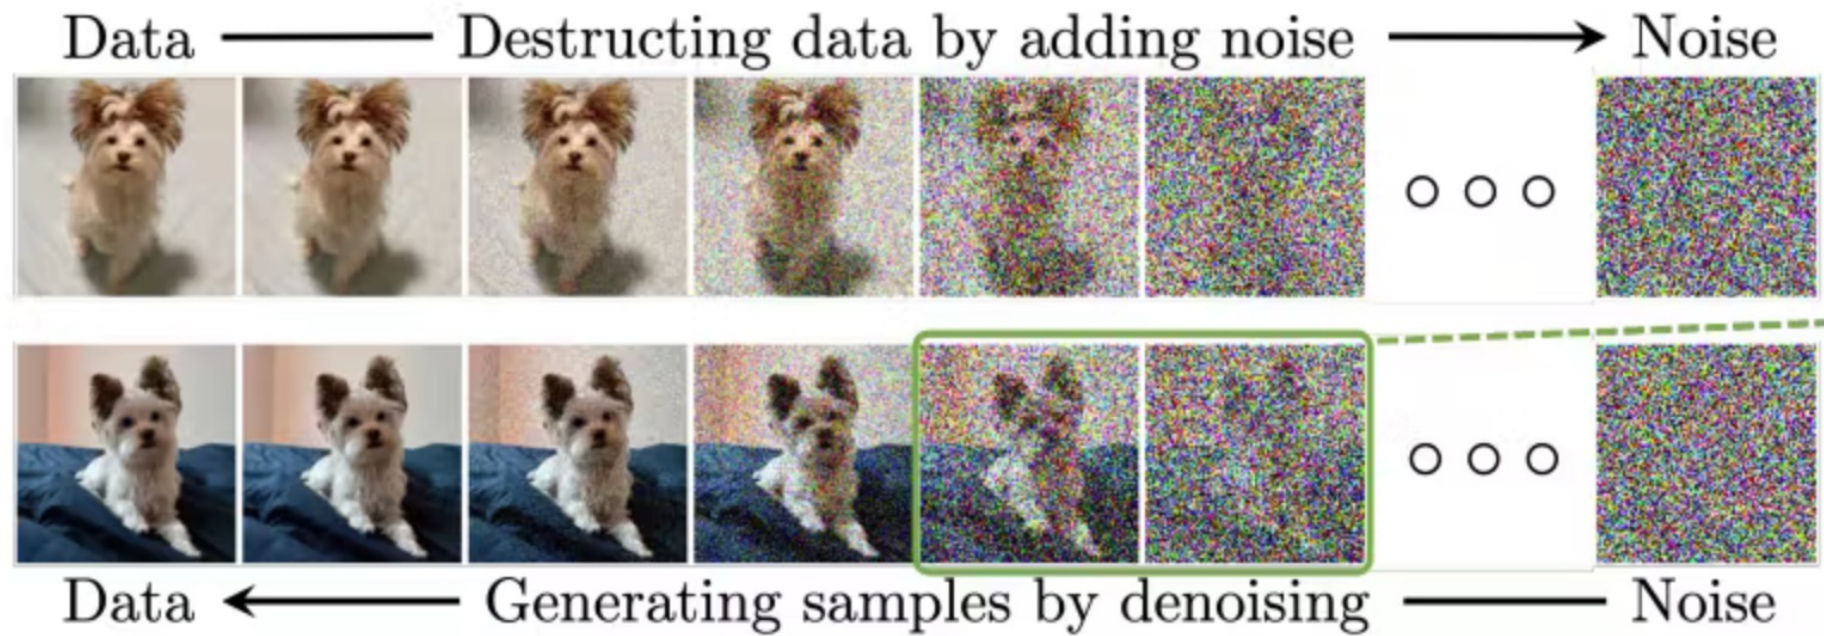 Data Destructing data by adding noise Noise
Data Generating samples by denoising Noise